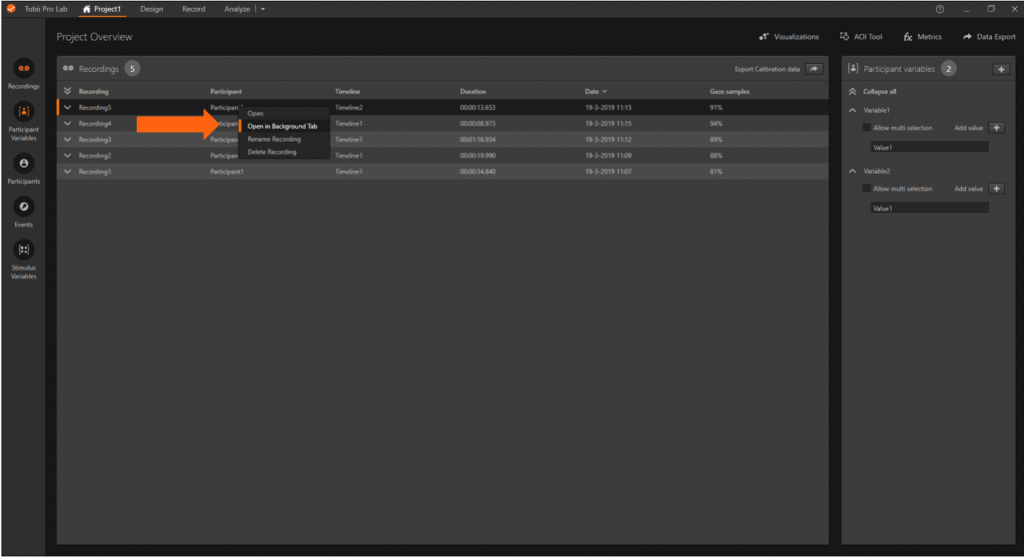 Tobii Pro Lab Project1 Design Record Analyze
Project Overview
Visualizations AOI Tool Metrics Data Export
Recordings 5 Export Calibration data
Recording Participant Timeline Duration Date Gaze samples
Recording5 Timeline2 00:00:13.653 19-3-2019 11:15 91%
Recording4 Timeline1 00:00:08.973 19-3-2019 11:15 94%
Recording3 Timeline1 00:01:16.934 19-3-2019 11:12 89%
Recording2 Timeline1 00:00:19.990 19-3-2019 11:09 88%
Recording1 Participant1 Timeline1 00:00:34.840 19-3-2019 11:07 81%
Open
Open in Background Tab
Rename Recording
Delete Recording
Recordings
Participant
Variables
Participants
Events
Stimulus
Variables
Participant variables 2
Collapse all
Variable1
Allow multi selection Add value
Value1
Variable2
Allow multi selection Add value
Value1